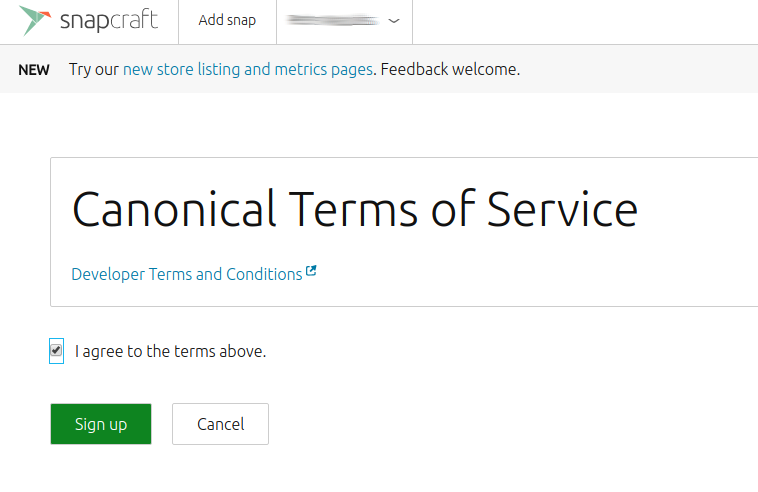 snapcraft
Add snap
NEW Try our new store listing and metrics pages. Feedback welcome.
Canonical Terms of Service
Developer Terms and Conditions
I agree to the terms above.
Sign up
Cancel